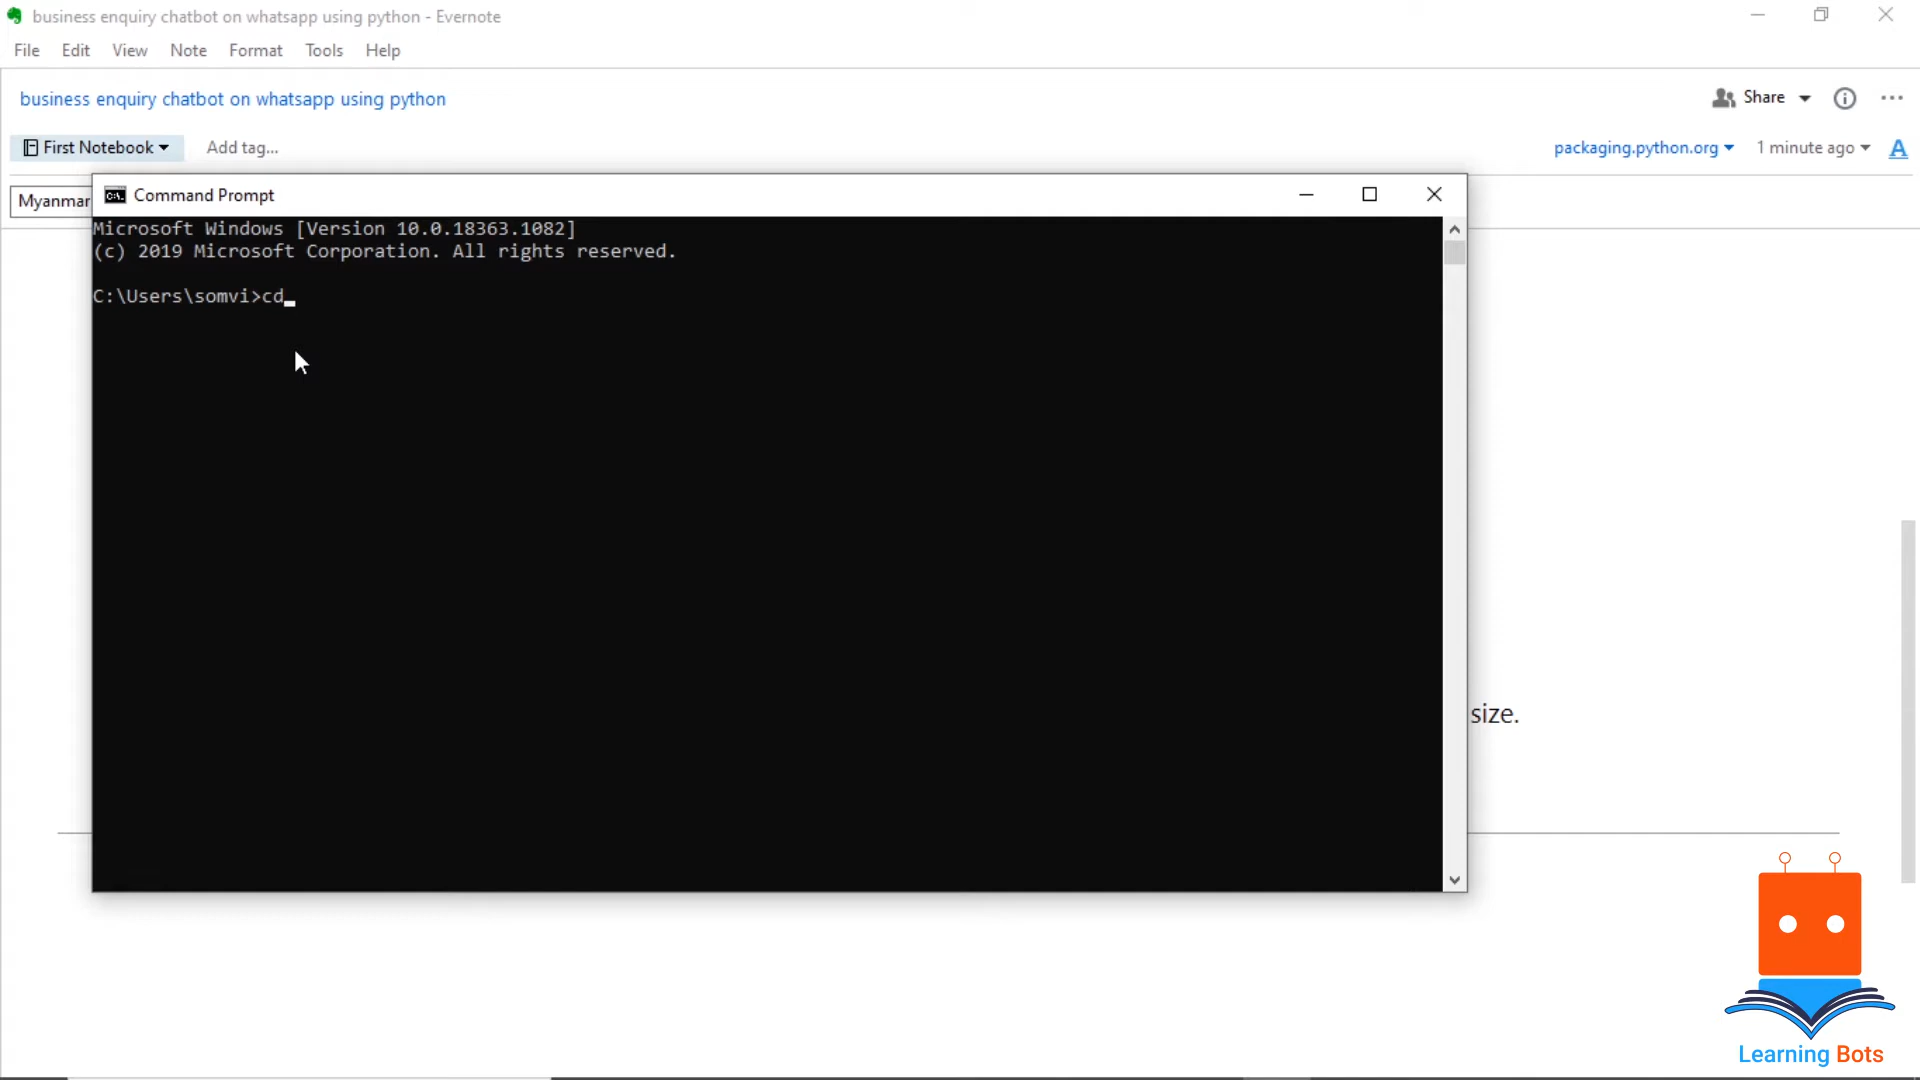 business enquiry chatbot on whatsapp using python - Evernote
File Edit View Note Format Tools Help
business enquiry chatbot on whatsapp using python
Share
First Notebook Add tag... packaging.python.org 1 minute ago A
Myanmar
Command Prompt
Microsoft Windows [Version 10.0.18363.1082]
(c) 2019 Microsoft Corporation. All rights reserved.
C:\Users\somvi>cd_
size.
Learning Bots